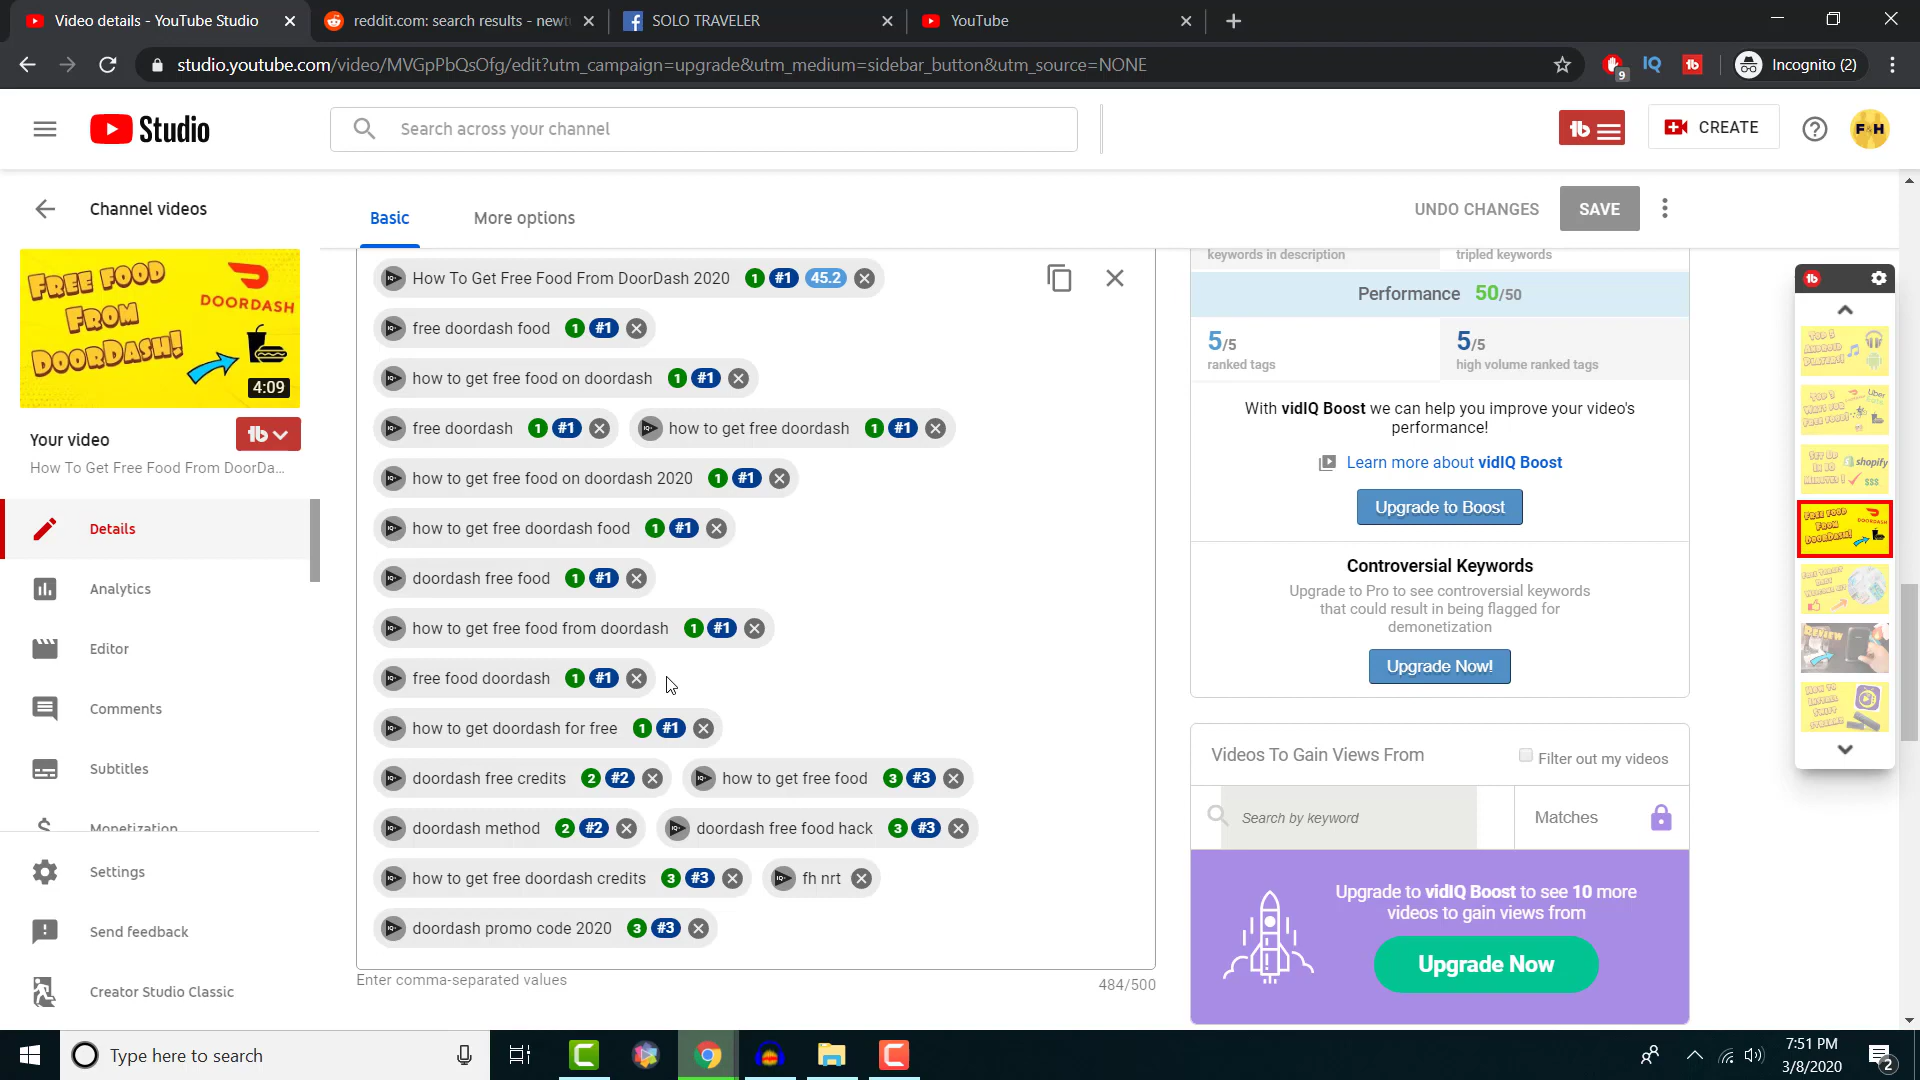 Video details - YouTube Studio
reddit.com: search results - newtu
SOLO TRAVELER
YouTube
studio.youtube.com/video/MVGpPbQsOfg/edit?utm_campaign=upgrade&utm_medium=sidebar_button&utm_source=NONE
9
IQ
Incognito (2)
Studio
Search across your channel
CREATE
F&H
Channel videos
Basic
More options
UNDO CHANGES
SAVE
FREE FOOD
FROM
DOORDASH!
DOORDASH
4:09
Your video
How To Get Free Food From DoorDa...
Details
Analytics
Editor
Comments
Subtitles
Monetization
Settings
Send feedback
Creator Studio Classic
How To Get Free Food From DoorDash 2020 1 #1 45.2
free doordash food 1 #1
how to get free food on doordash 1 #1
free doordash 1 #1
how to get free doordash 1 #1
how to get free food on doordash 2020 1 #1
how to get free doordash food 1 #1
doordash free food 1 #1
how to get free food from doordash 1 #1
free food doordash 1 #1
how to get doordash for free 1 #1
doordash free credits 2 #2
how to get free food 3 #3
doordash method 2 #2
doordash free food hack 3 #3
how to get free doordash credits 3 #3
fh nrt
doordash promo code 2020 3 #3
Enter comma-separated values
484/500
keywords in description
tripled keywords
Performance 50/50
5/5
ranked tags
5/5
high volume ranked tags
With vidIQ Boost we can help you improve your video's
performance!
Learn more about vidIQ Boost
Upgrade to Boost
Controversial Keywords
Upgrade to Pro to see controversial keywords
that could result in being flagged for
demonetization
Upgrade Now!
Videos To Gain Views From
Filter out my videos
Search by keyword
Matches
Upgrade to vidIQ Boost to see 10 more
videos to gain views from
Upgrade Now
FREE FOOD
FROM
DOORDASH!
shopify
REVIEW
Type here to search
7:51 PM
3/8/2020
2